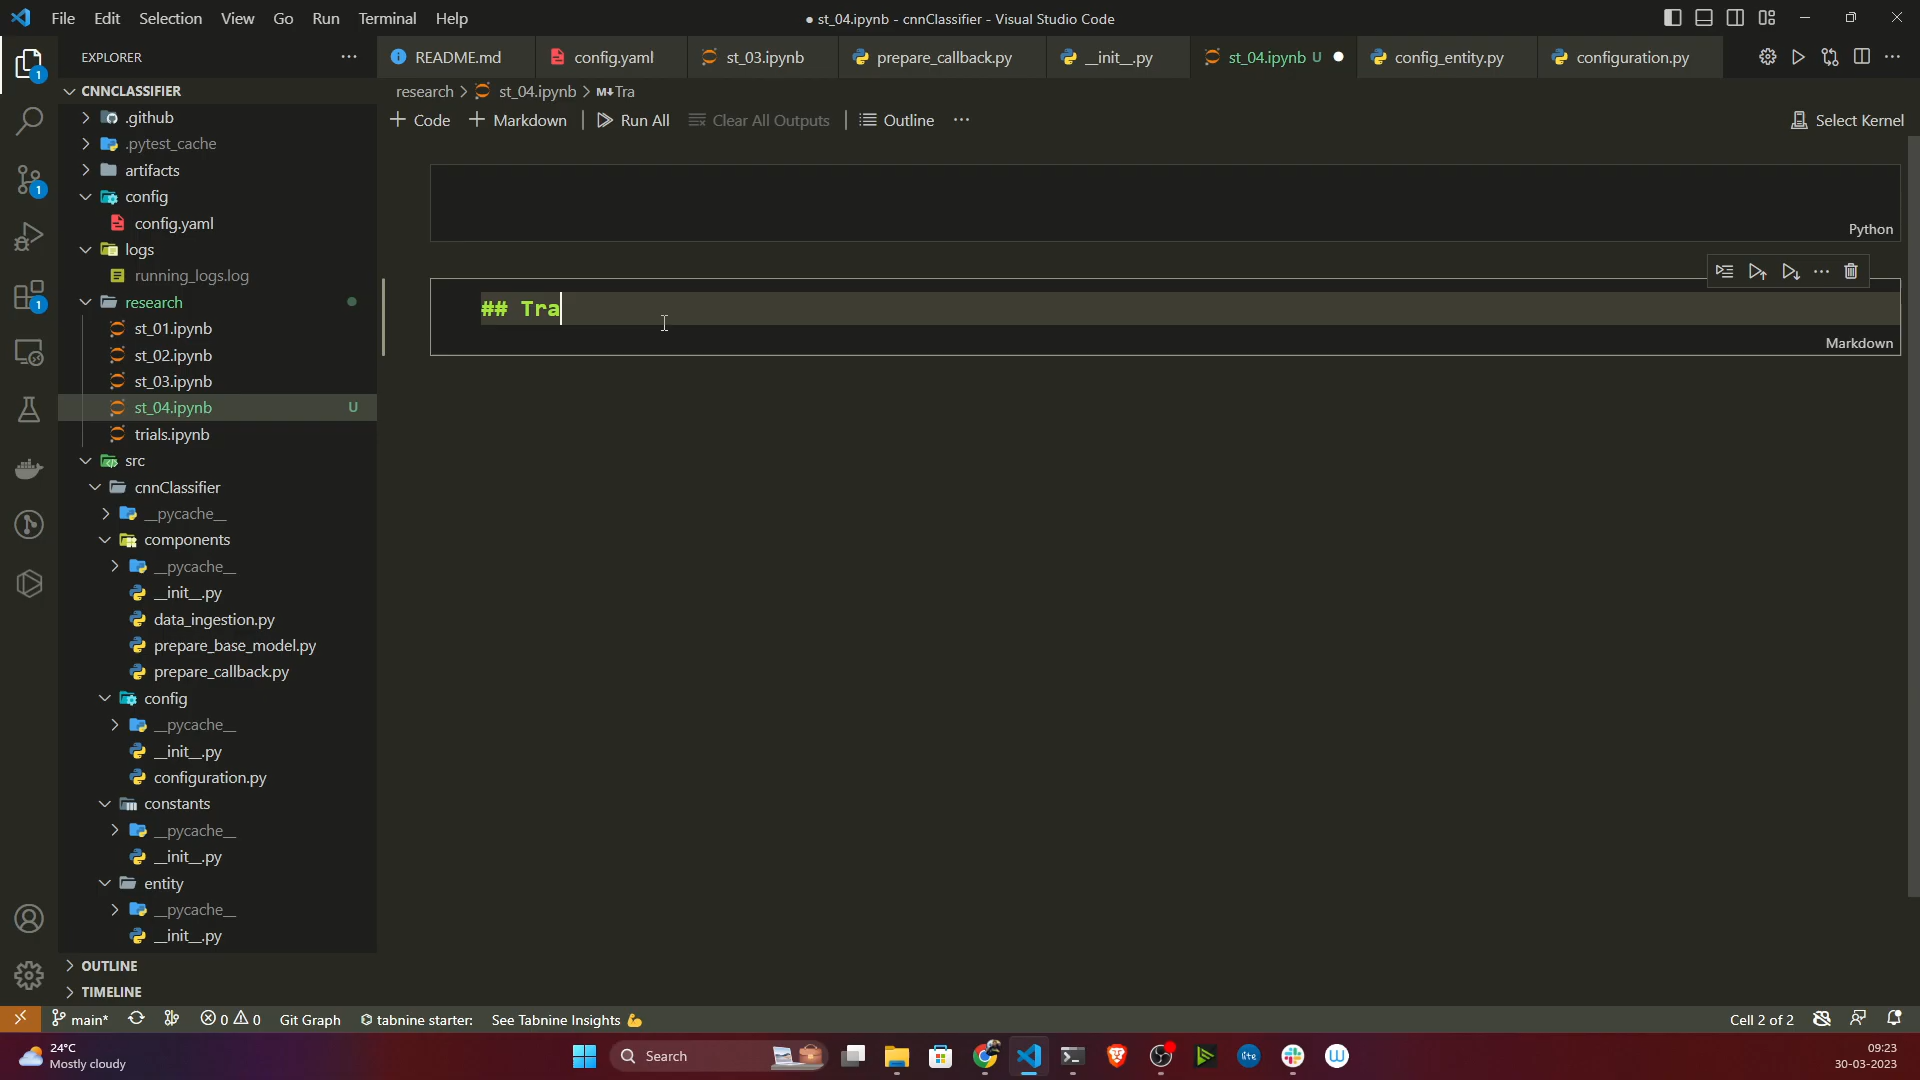 File Edit Selection View Go Run Terminal Help
● st_04.ipynb - cnnClassifier - Visual Studio Code
EXPLORER
README.md config.yaml st_03.ipynb prepare_callback.py __init__.py st_04.ipynb U config_entity.py configuration.py
CNNCLASSIFIER
research > st_04.ipynb > M↓Tra
.github
+ Code + Markdown Run All Clear All Outputs Outline ...
Select Kernel
.pytest_cache
artifacts
config
config.yaml
logs
running_logs.log
research
st_01.ipynb
st_02.ipynb
st_03.ipynb
st_04.ipynb U
trials.ipynb
src
cnnClassifier
__pycache__
components
__pycache__
__init__.py
data_ingestion.py
prepare_base_model.py
prepare_callback.py
config
__pycache__
__init__.py
configuration.py
constants
__pycache__
__init__.py
entity
__pycache__
__init__.py
OUTLINE
TIMELINE
Python
## Tra
Markdown
1
1
1
main* 0 0 Git Graph tabnine starter: See Tabnine Insights
Cell 2 of 2
24°C
Mostly cloudy
Search
lite
W
09:23
30-03-2023